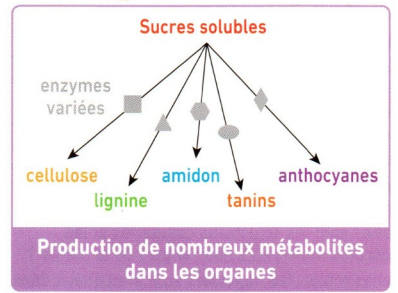 Sucres solubles
enzymes
variées
cellulose
lignine
amidon
tanins
anthocyanes
Production de nombreux métabolites
dans les organes